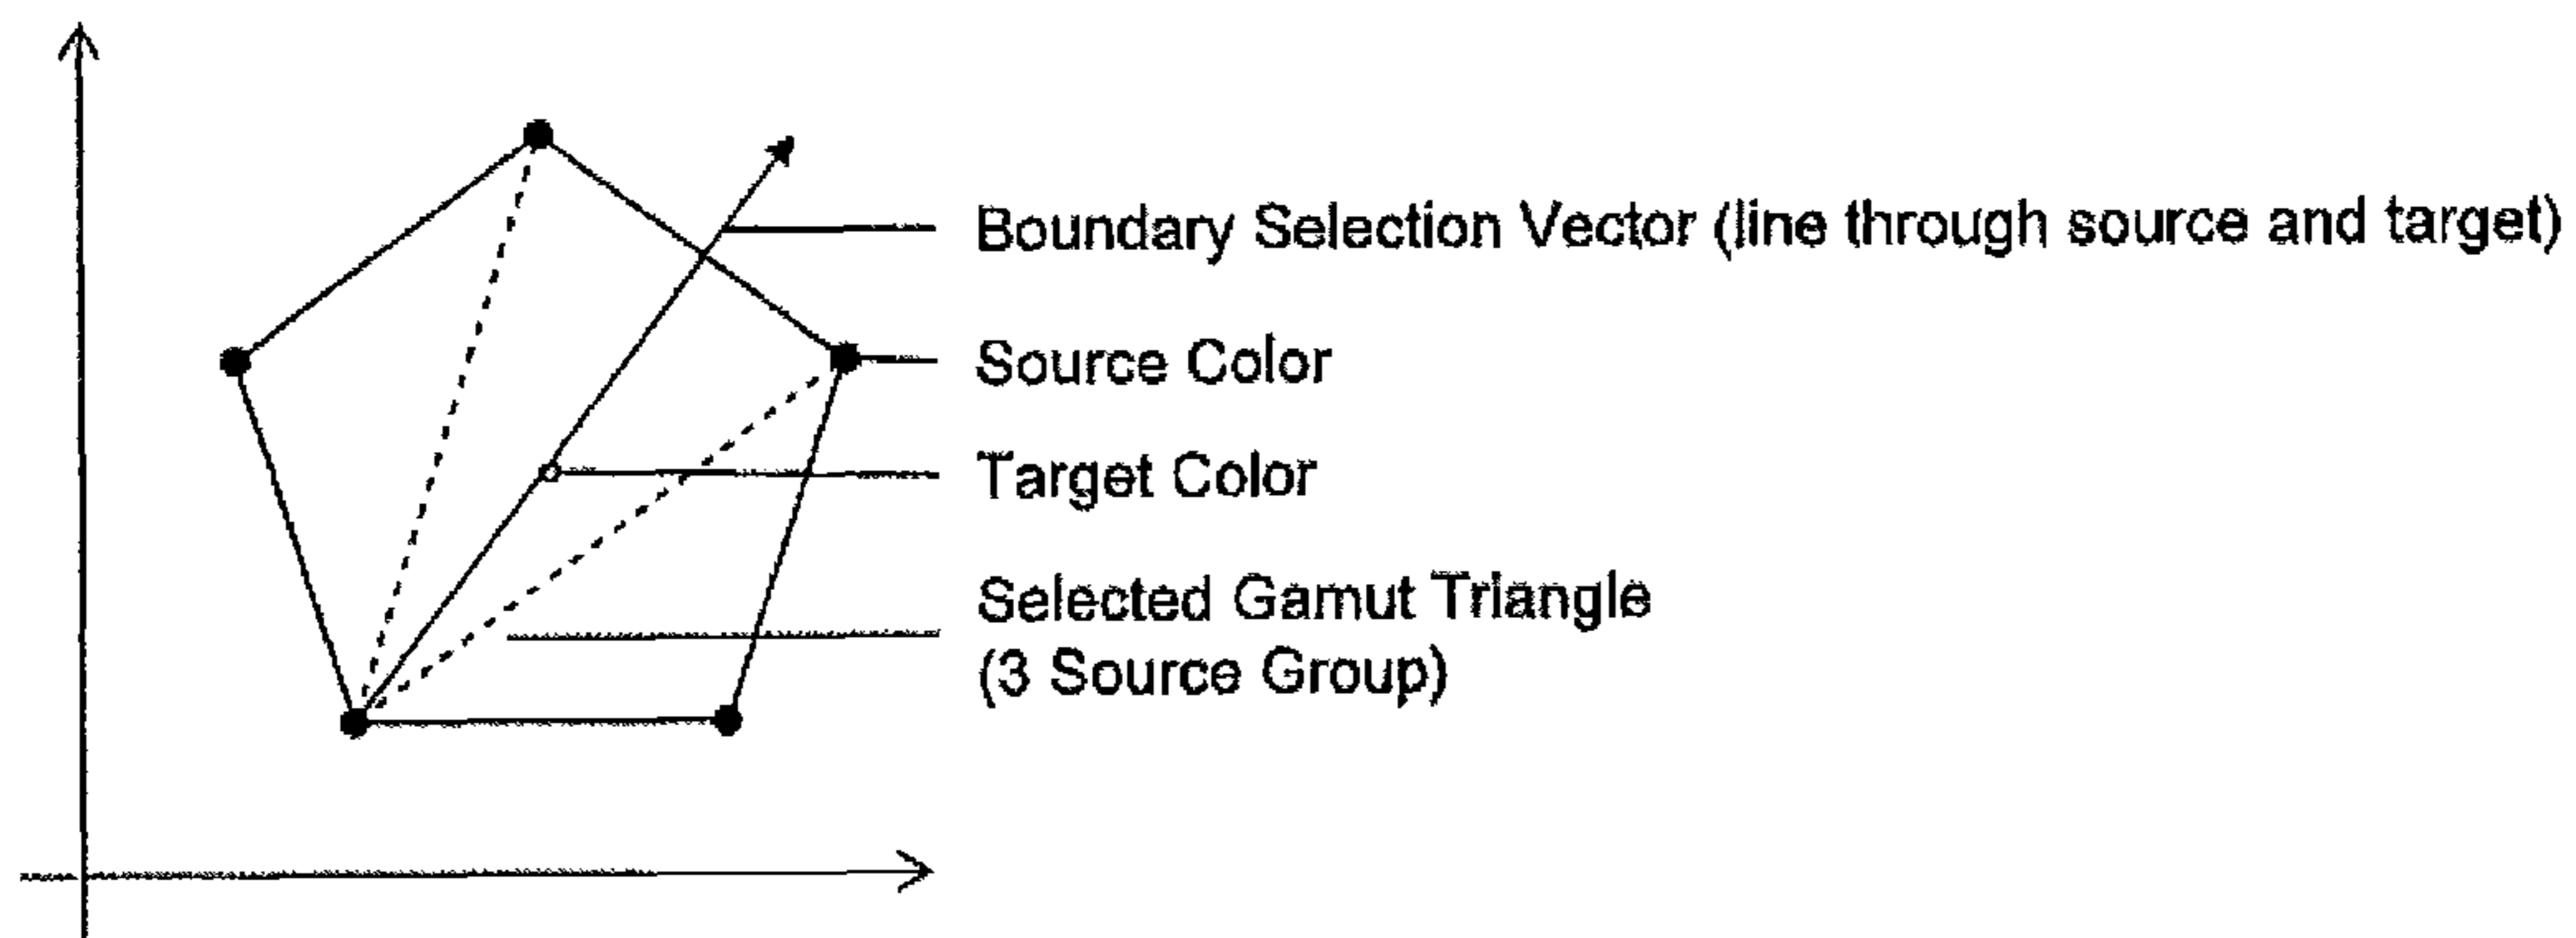 Boundary Selection Vector (line through source and target)
Source Color
Target Color
Selected Gamut Triangle
(3 Source Group)